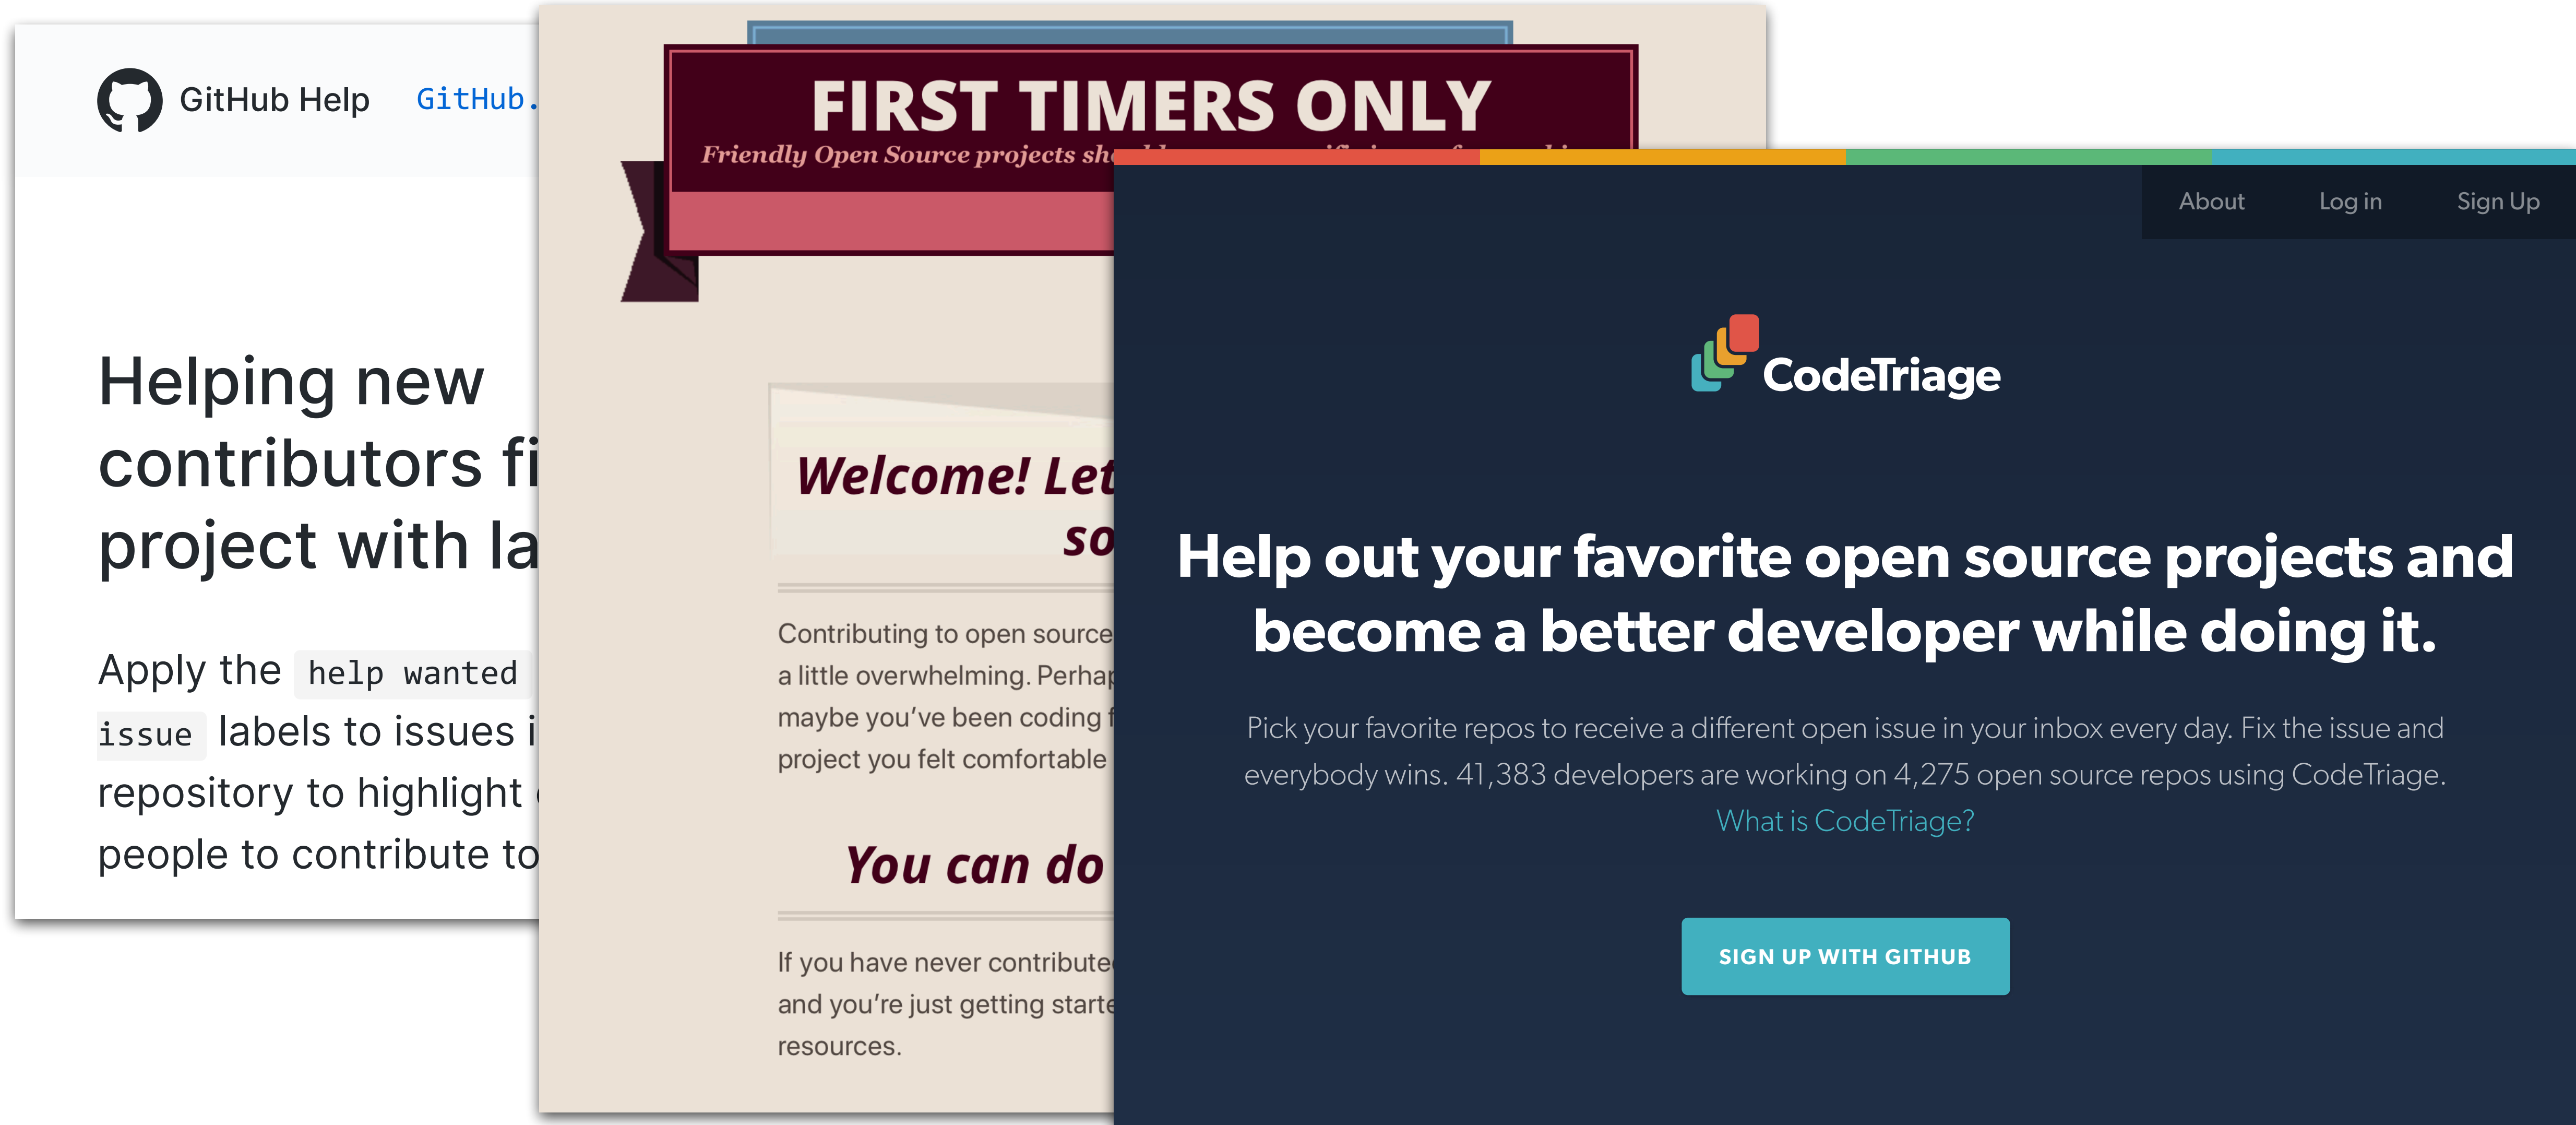 GitHub Help GitHub.
Helping new
contributors
project with
Apply the help wanted
issue labels to issues
repository to highlight
people to contribute to
FIRST TIMERS ONLY
Friendly Open Source projects
Welcome! Let
so
Contributing to open source
a little overwhelming.
maybe you've been coding
project you felt comfortable
You can do
If you have never
and you're just getting
resources.
About Log in Sign Up
CodeTriage
Help out your favorite open source projects and
become a better developer while doing it.
Pick your favorite repos to receive a different open issue in your inbox every day. Fix the issue and
everybody wins. 41,383 developers are working on 4,275 open source repos using CodeTriage.
What is CodeTriage?
SIGN UP WITH GITHUB